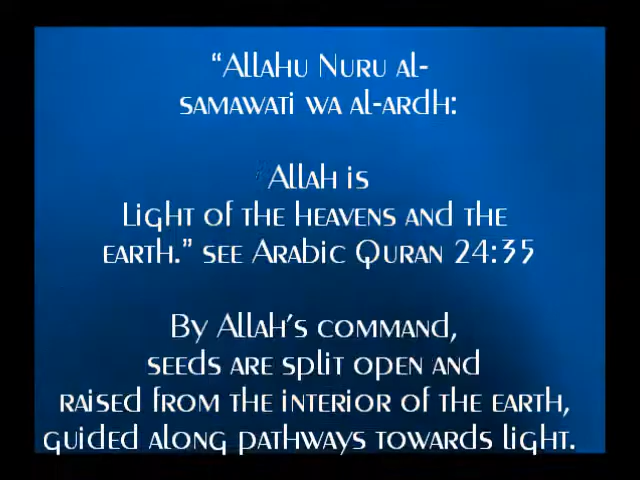 “Allahu Nuru al-
samawati wa al-ardh:
Allah is
Light of the heavens and the
earth.” see Arabic Quran 24:35
By Allah’s command,
seeds are split open and
raised from the interior of the earth,
guided along pathways towards light.